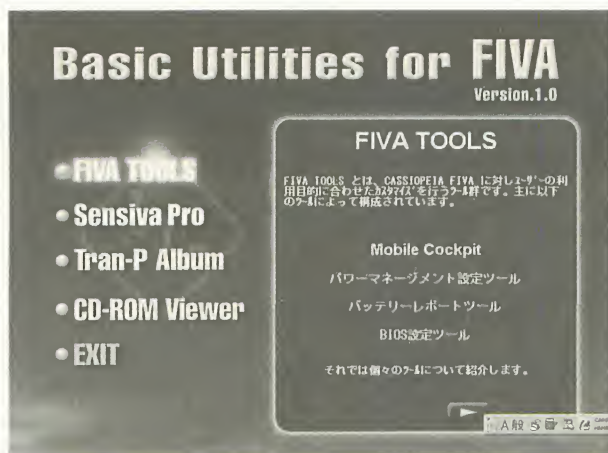 Basic Utilities for FIVA
Version.1.0
FIVA TOOLS
Sensiva Pro
Tran-P Album
CD-ROM Viewer
EXIT
FIVA TOOLS
FIVA TOOLS とは、CASSIOPEIA FIVA に対しﾕｰｻﾞｰの利
用目的に合わせたｶｽﾀﾏｲｽﾞを行うﾂｰﾙ群です。主に以下
のﾂｰﾙによって構成されています。
Mobile Cockpit
パワーマネージメント設定ツール
バッテリーレポートツール
BIOS設定ツール
それでは個々のﾂｰﾙについて紹介します。
A般